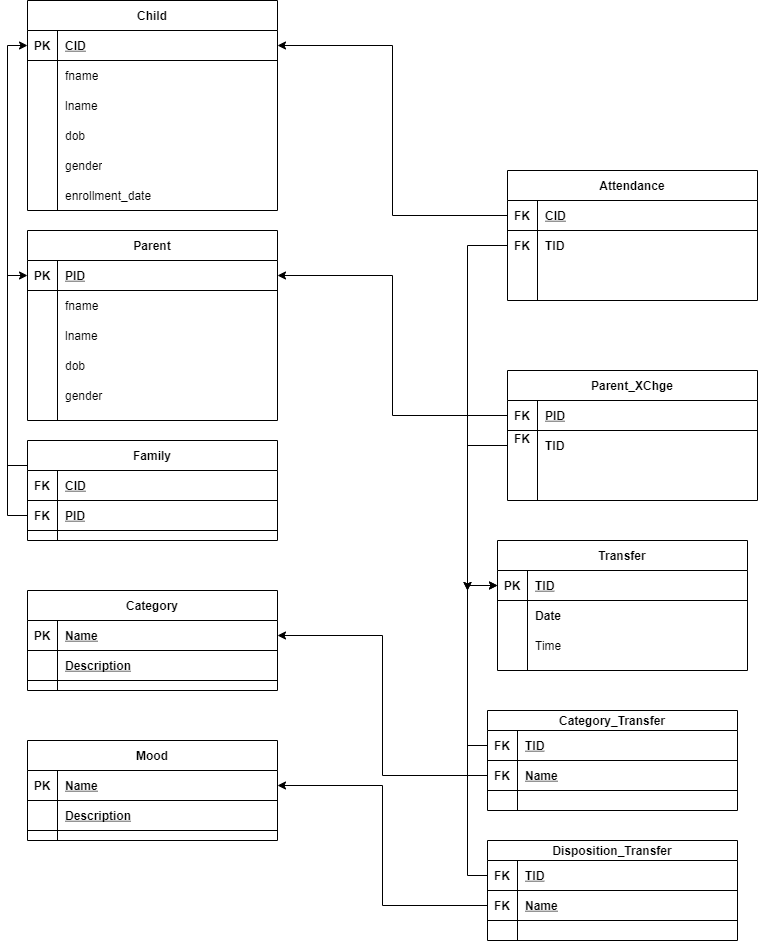 Child
PK CID
fname
lname
dob
gender
enrollment_date
Parent
PK PID
fname
lname
dob
gender
Family
FK CID
FK PID
Category
PK Name
Description
Mood
PK Name
Description
Attendance
FK CID
FK TID
Parent_XChge
FK PID
FK TID
Transfer
PK TID
Date
Time
Category_Transfer
FK TID
FK Name
Disposition_Transfer
FK TID
FK Name